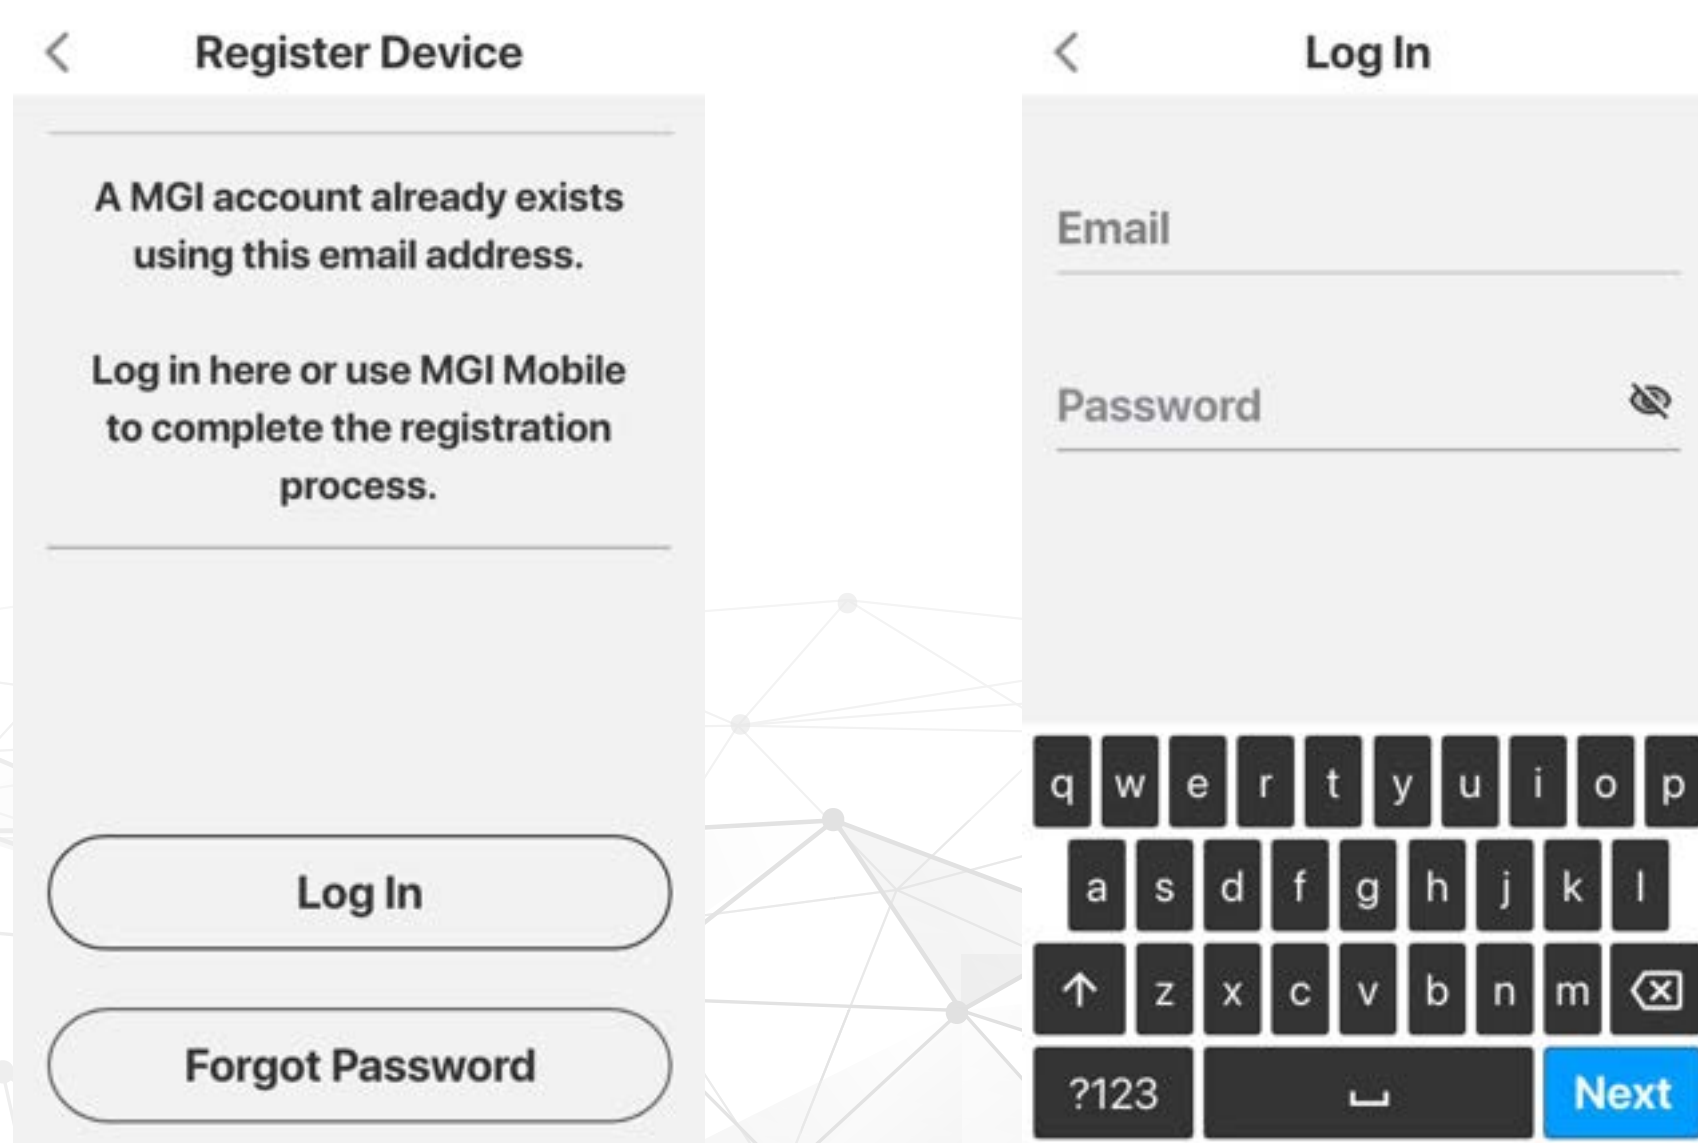 Register Device
A MGI account already exists
using this email address.
Log in here or use MGI Mobile
to complete the registration
process.
Log In
Forgot Password
Log In
Email
Password
q w e r t y u i o p
a s d f g h j k l
z x c v b n m
?123 Next